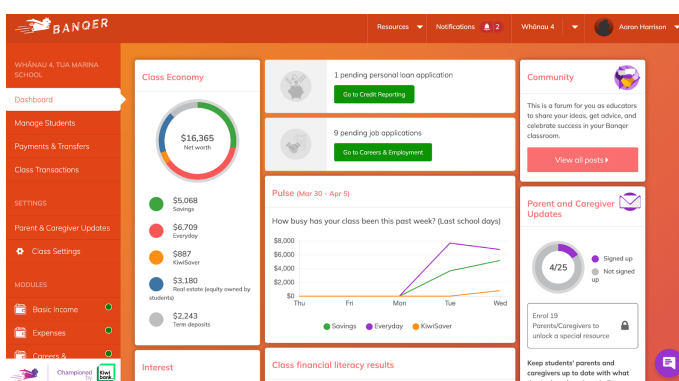 BANQER
Resources
Notifications
2
Whānau 4
Aaron Harrison
WHĀNAU 4, TUA MARINA
SCHOOL
Dashboard
Manage Students
Payments & Transfers
Class Transactions
SETTINGS
Parent & Caregiver Updates
Class Settings
MODULES
Basic Income
Expenses
Careers &
Championed
by
Kiwi
bank.
Class Economy
$16,365
Net worth
$5,068
Savings
$6,709
Everyday
$887
KiwiSaver
$3,180
Real estate (equity owned by
students)
$2,243
Term deposits
Interest
1 pending personal loan application
Go to Credit Reporting
9 pending job applications
Go to Careers & Employment
Pulse (Mar 30 - Apr 5)
How busy has your class been this past week? (Last school days)
$8,000
$6,000
$4,000
$2,000
$0
Thu
Fri
Mon
Tue
Wed
Savings
Everyday
KiwiSaver
Class financial literacy results
Community
This is a forum for you as educators
to share your ideas, get advice, and
celebrate success in your Banqer
classroom.
View all posts
Parent and Caregiver
Updates
4/25
Signed up
Not signed
up
Enrol 19
Parents/Caregivers to
unlock a special resource
Keep students' parents and
caregivers up to date with what